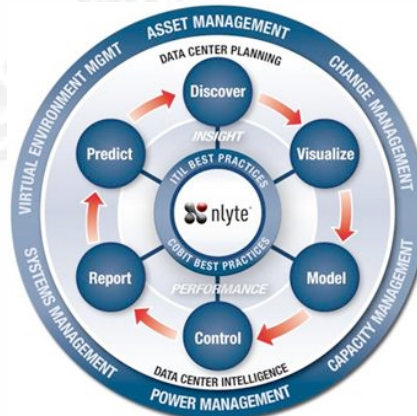 ASSET MANAGEMENT
CHANGE MANAGEMENT
CAPACITY MANAGEMENT
POWER MANAGEMENT
SYSTEMS MANAGEMENT
VIRTUAL ENVIRONMENT MGMT
DATA CENTER PLANNING
Discover
Visualize
Model
Control
Report
Predict
INSIGHT
ITIL BEST PRACTICES
nlyte
COBIT BEST PRACTICES
PERFORMANCE
DATA CENTER INTELLIGENCE